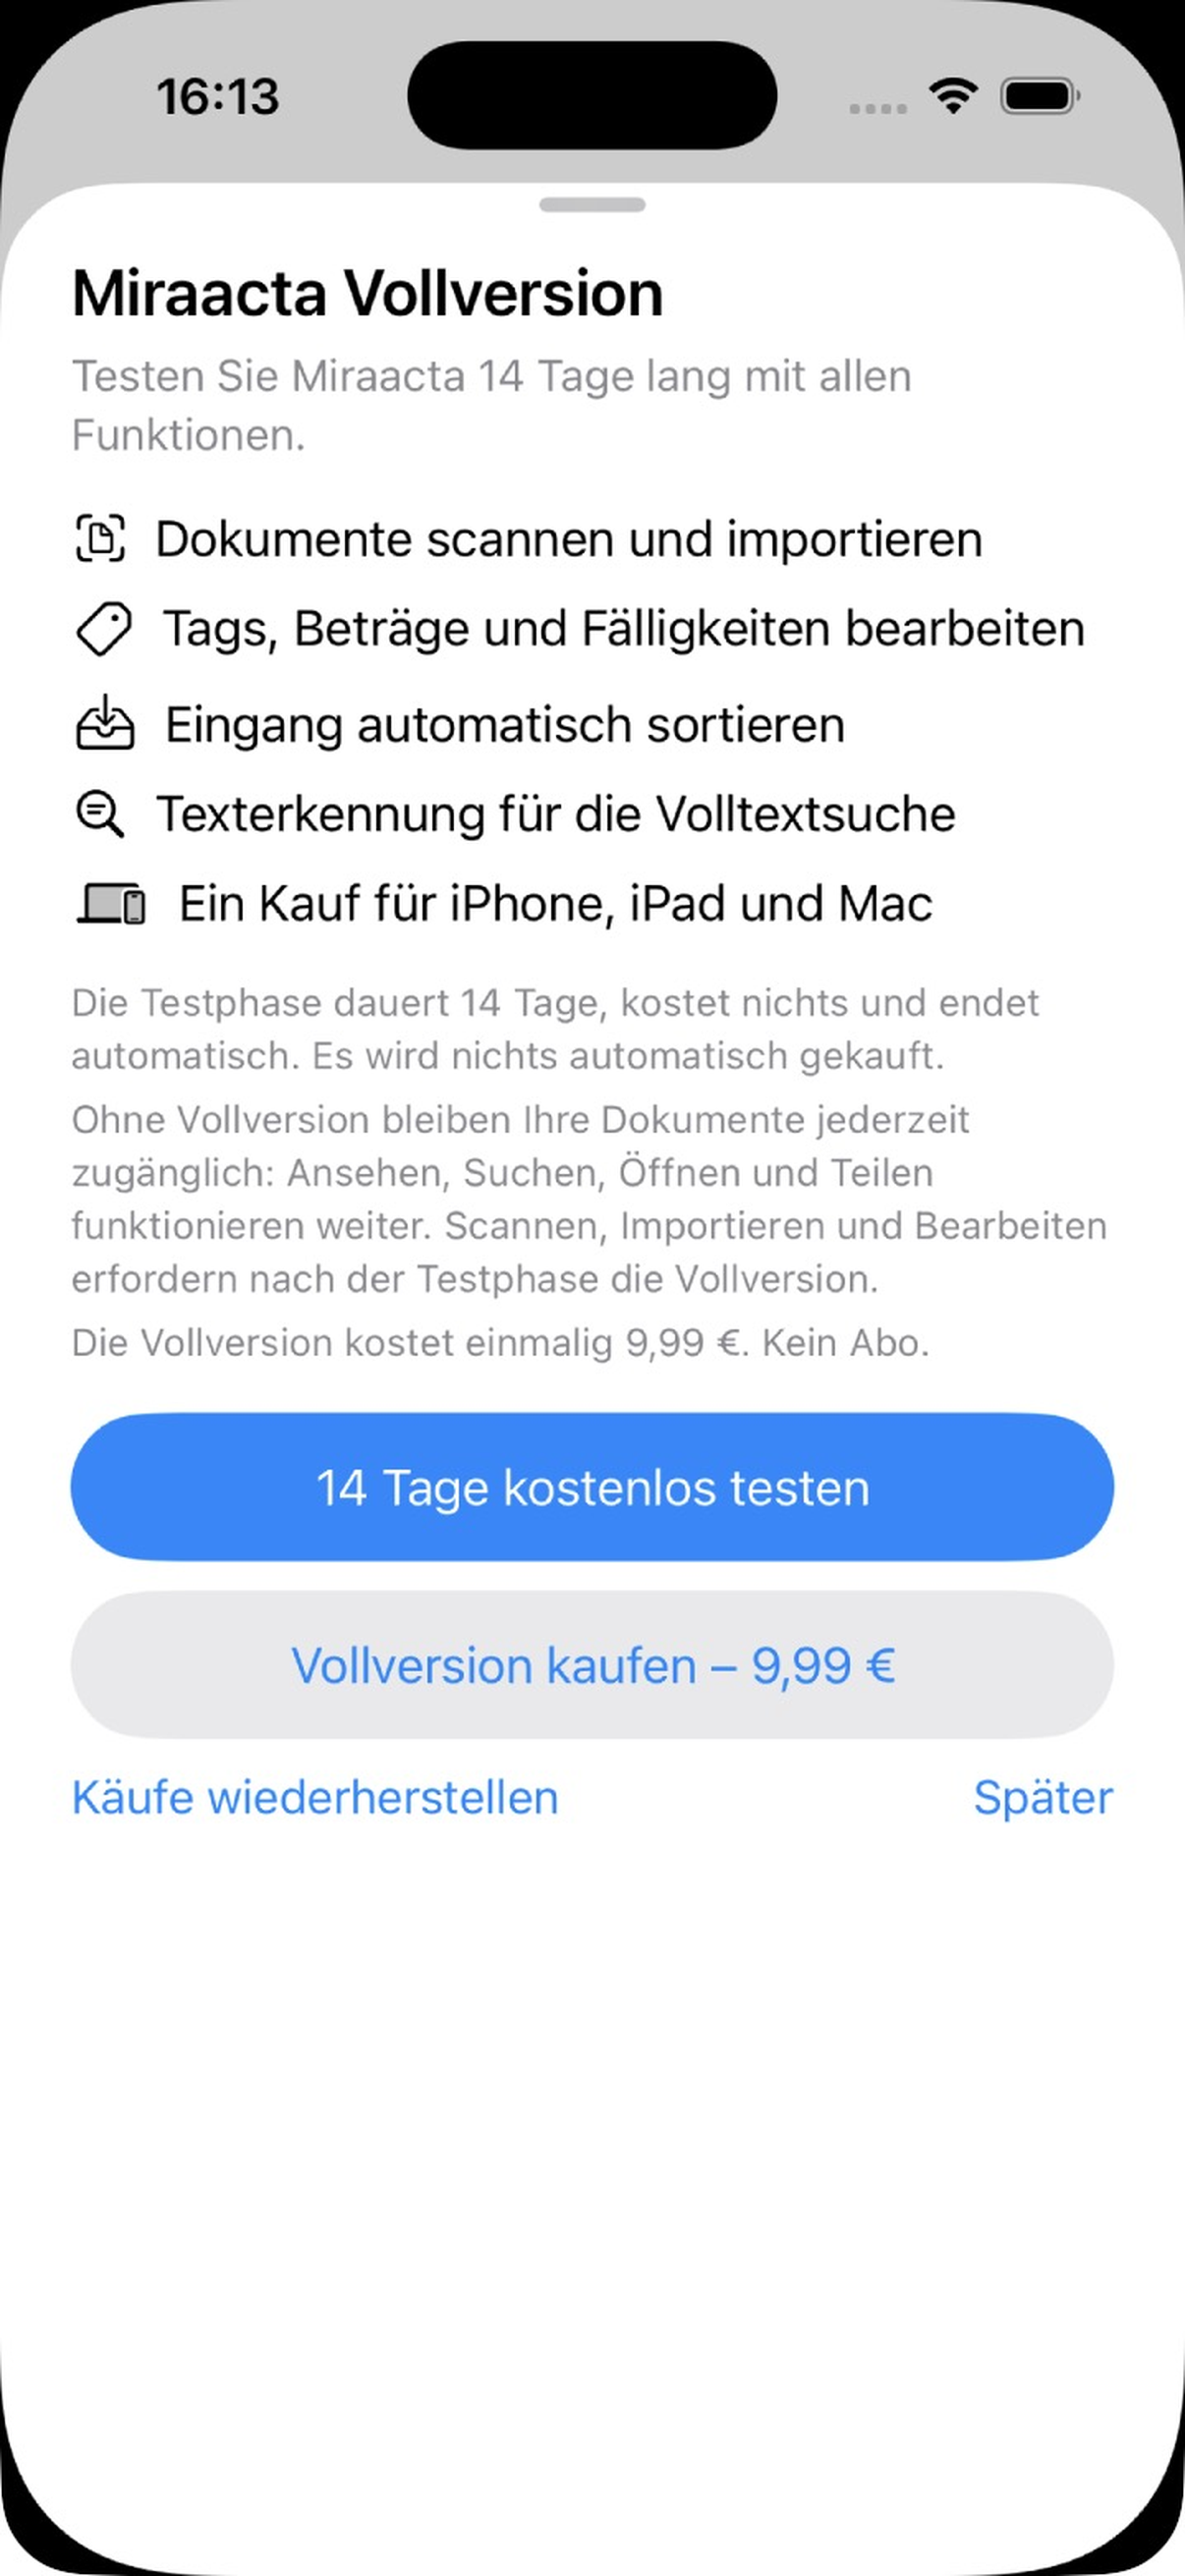 16:13
Miraacta Vollversion
Testen Sie Miraacta 14 Tage lang mit allen
Funktionen.
Dokumente scannen und importieren
Tags, Beträge und Fälligkeiten bearbeiten
Eingang automatisch sortieren
Texterkennung für die Volltextsuche
Ein Kauf für iPhone, iPad und Mac
Die Testphase dauert 14 Tage, kostet nichts und endet
automatisch. Es wird nichts automatisch gekauft.
Ohne Vollversion bleiben Ihre Dokumente jederzeit
zugänglich: Ansehen, Suchen, Öffnen und Teilen
funktionieren weiter. Scannen, Importieren und Bearbeiten
erfordern nach der Testphase die Vollversion.
Die Vollversion kostet einmalig 9,99 €. Kein Abo.
14 Tage kostenlos testen
Vollversion kaufen – 9,99 €
Käufe wiederherstellen
Später